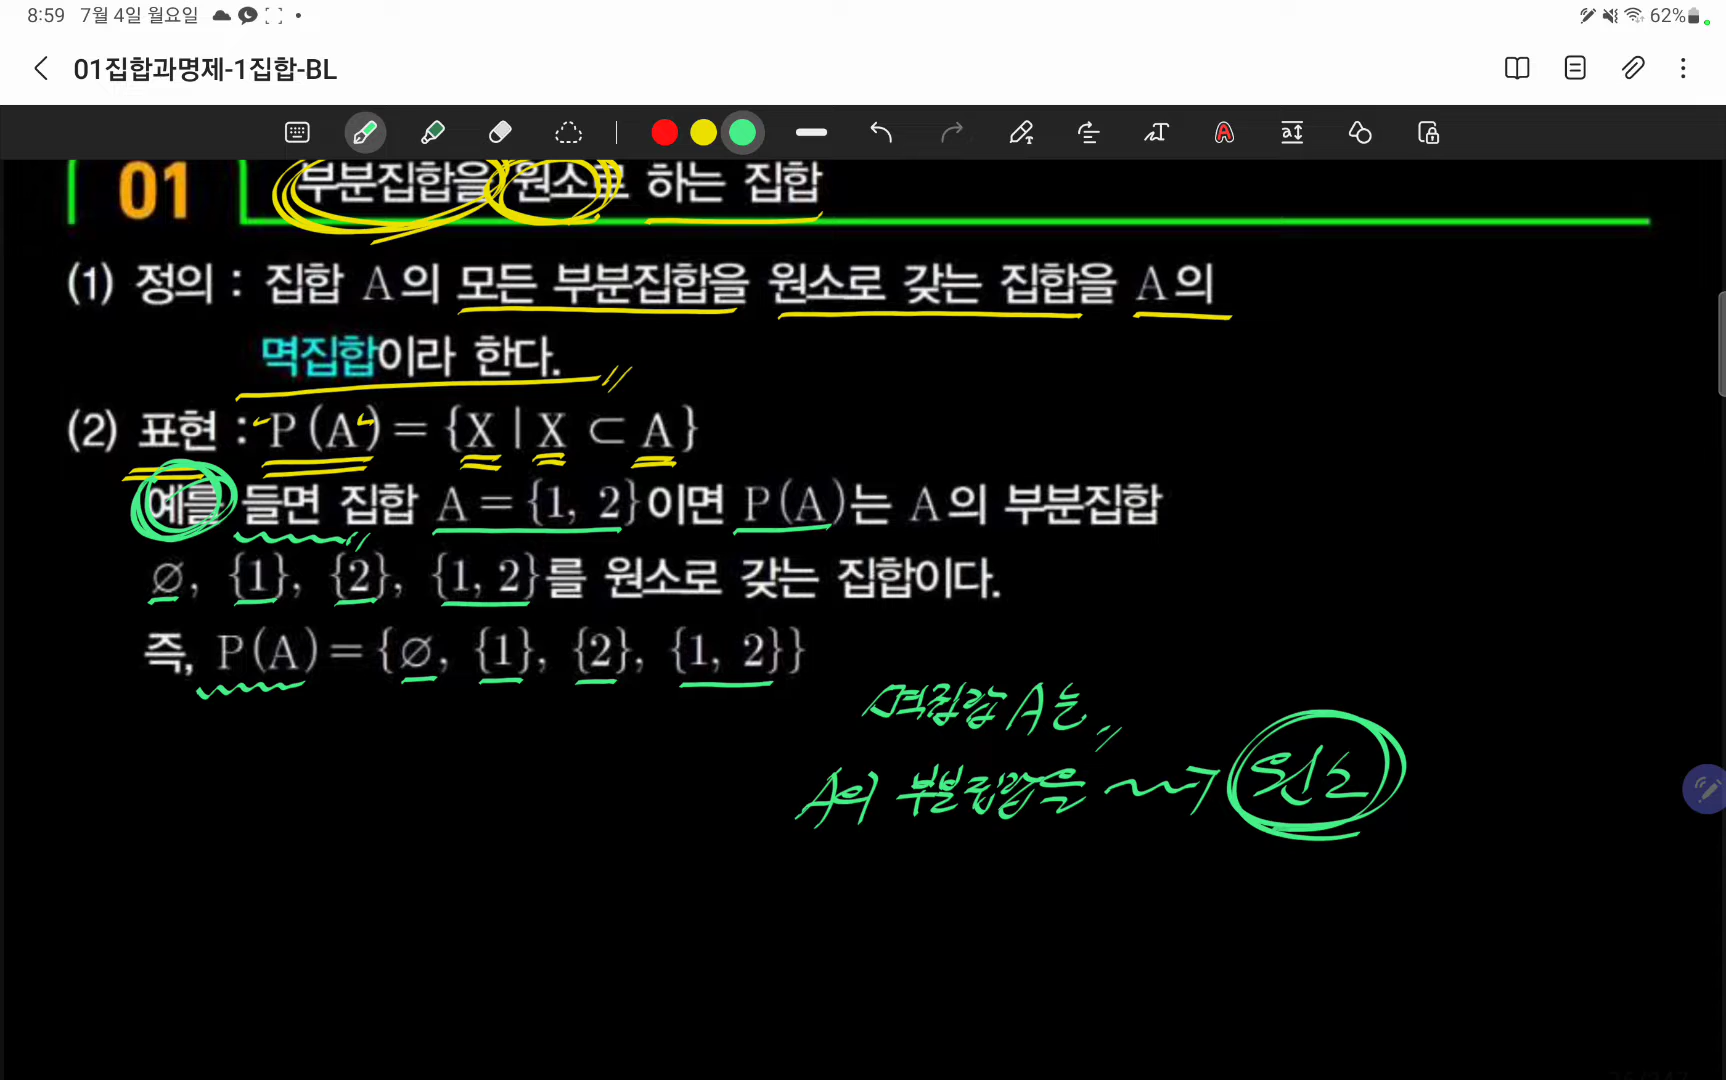 8:59 7월 4일 월요일
62%
01집합과명제-1집합-BL
01 부분집합을 원소로 하는 집합
(1) 정의 : 집합 A의 모든 부분집합을 원소로 갖는 집합을 A의
멱집합이라 한다.
(2) 표현 : P(A) = {X | X ⊂ A}
예를 들면 집합 A = {1, 2}이면 P(A)는 A의 부분집합
∅, {1}, {2}, {1, 2}를 원소로 갖는 집합이다.
즉, P(A) = {∅, {1}, {2}, {1, 2}}
멱집합 A는
A의 부분집합을 → 원소